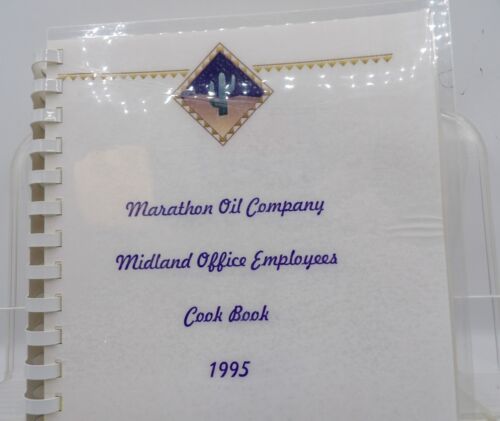 Marathon Oil Company
Midland Office Employees
Cook Book
1995